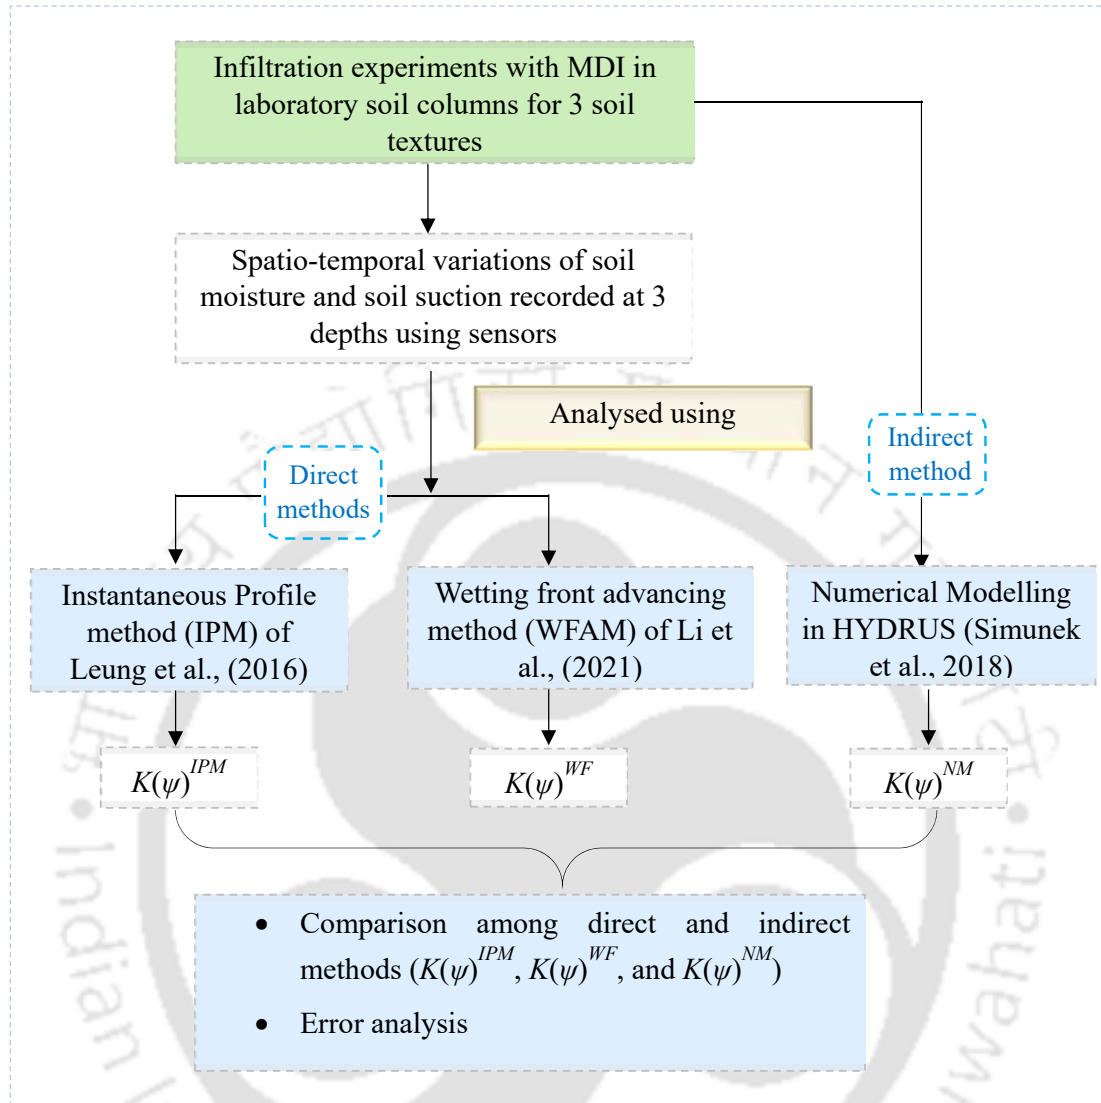 Infiltration experiments with MDI in
laboratory soil columns for 3 soil
textures
Spatio-temporal variations of soil
moisture and soil suction recorded at 3
depths using sensors
Analysed using
Direct
methods
Indirect
method
Instantaneous Profile
method (IPM) of
Leung et al., (2016)
Wetting front advancing
method (WFAM) of Li et
al., (2021)
Numerical Modelling
in HYDRUS (Simunek
et al., 2018)
K(ψ)^IPM
K(ψ)^WF
K(ψ)^NM
• Comparison among direct and indirect
methods (K(ψ)^IPM, K(ψ)^WF, and K(ψ)^NM)
• Error analysis
Indian